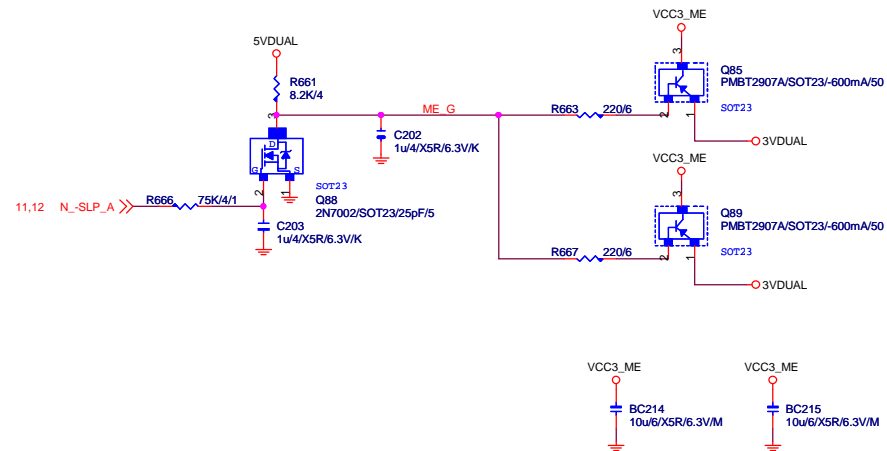 VCC3_ME
5VDUAL
3
Q85
PMBT2907A/SOT23/-600mA/50
R661
8.2K/4
SOT23
ME_G
R663
220/6
2
1
3
C202
1u/4/X5R/6.3V/K
3VDUAL
D
VCC3_ME
G
S
SOT23
3
2
1
Q88
2N7002/SOT23/25pF/5
11,12
N_-SLP_A
R666
75K/4/1
Q89
PMBT2907A/SOT23/-600mA/50
C203
1u/4/X5R/6.3V/K
SOT23
R667
220/6
2
1
3VDUAL
VCC3_ME
VCC3_ME
BC214
10u/6/X5R/6.3V/M
BC215
10u/6/X5R/6.3V/M